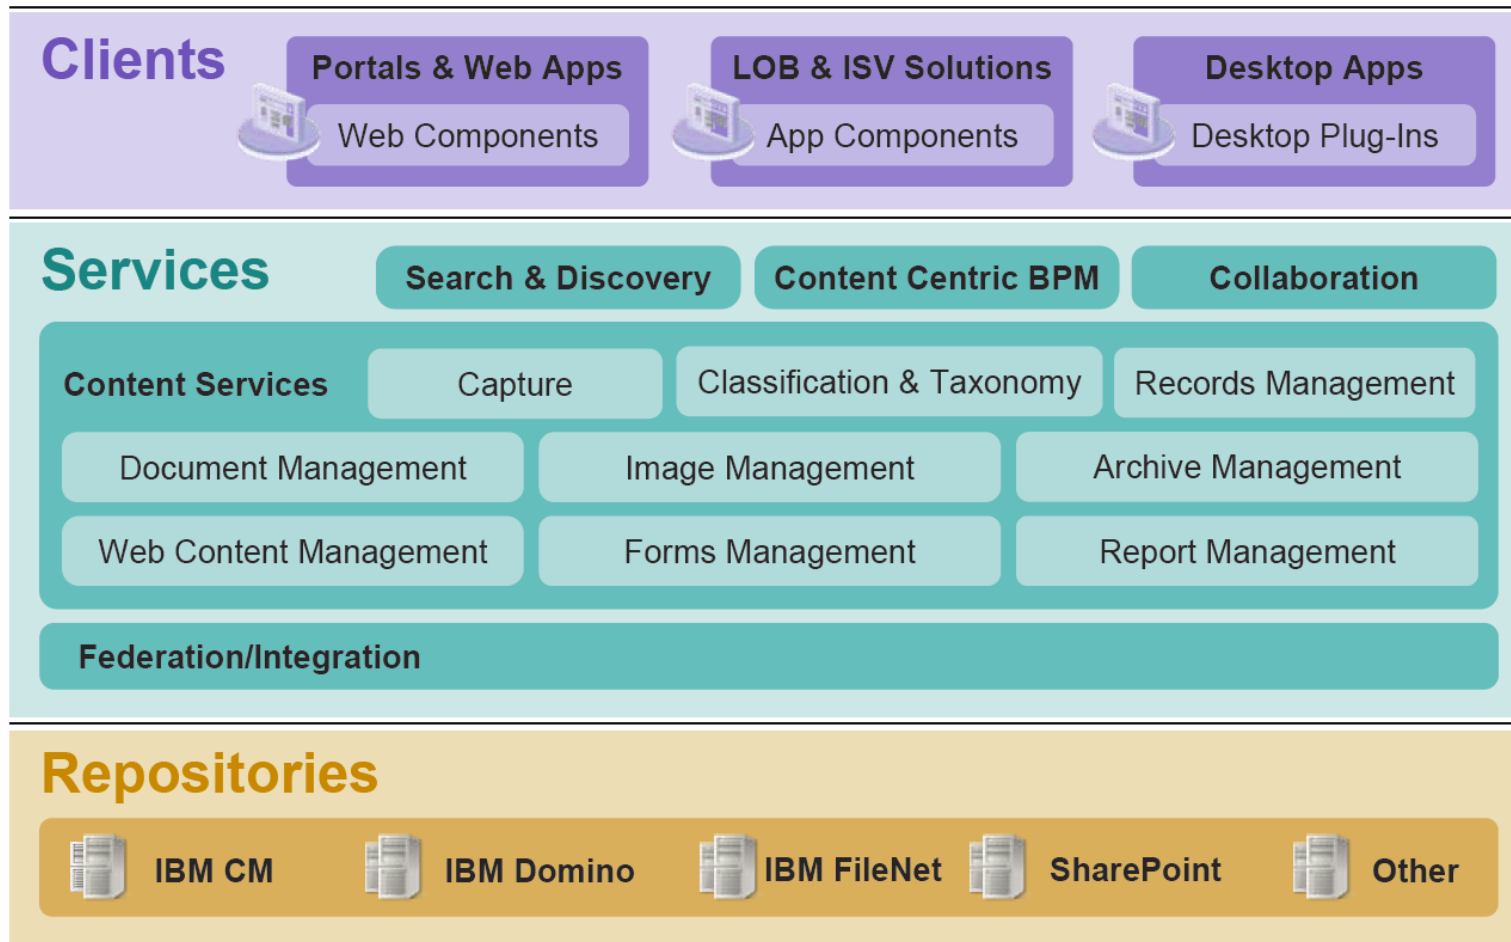 Clients
Portals & Web Apps
Web Components
LOB & ISV Solutions
App Components
Desktop Apps
Desktop Plug-Ins
Services
Search & Discovery
Content Centric BPM
Collaboration
Content Services
Capture
Classification & Taxonomy
Records Management
Document Management
Image Management
Archive Management
Web Content Management
Forms Management
Report Management
Federation/Integration
Repositories
IBM CM
IBM Domino
IBM FileNet
SharePoint
Other